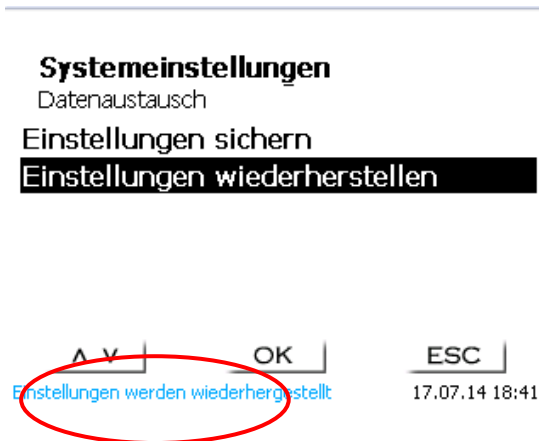 Systemeinstellungen
Datenaustausch
Einstellungen sichern
Einstellungen wiederherstellen
Λ V OK ESC
Einstellungen werden wiederhergestellt 17.07.14 18:41